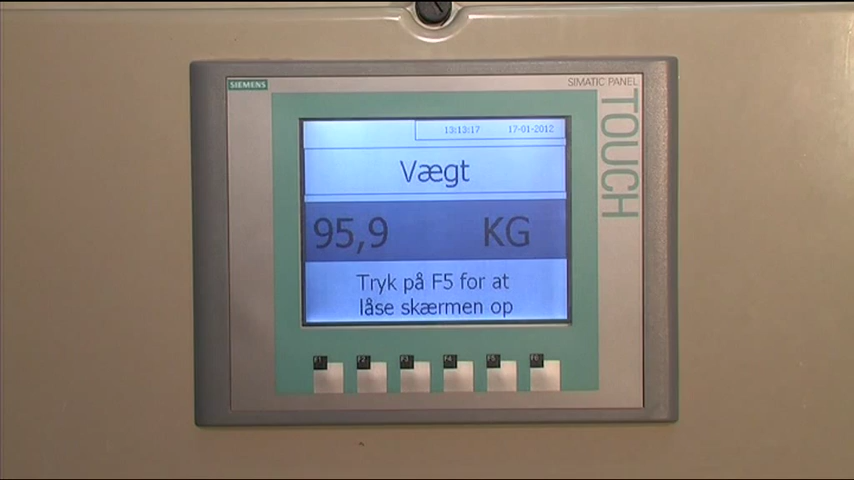 SIEMENS
SIMATIC PANEL
TOUCH
13:13:17 17-01-2012
Vægt
95,9 KG
Tryk på F5 for at
låse skærmen op
F1 F2 F3 F4 F5 F6